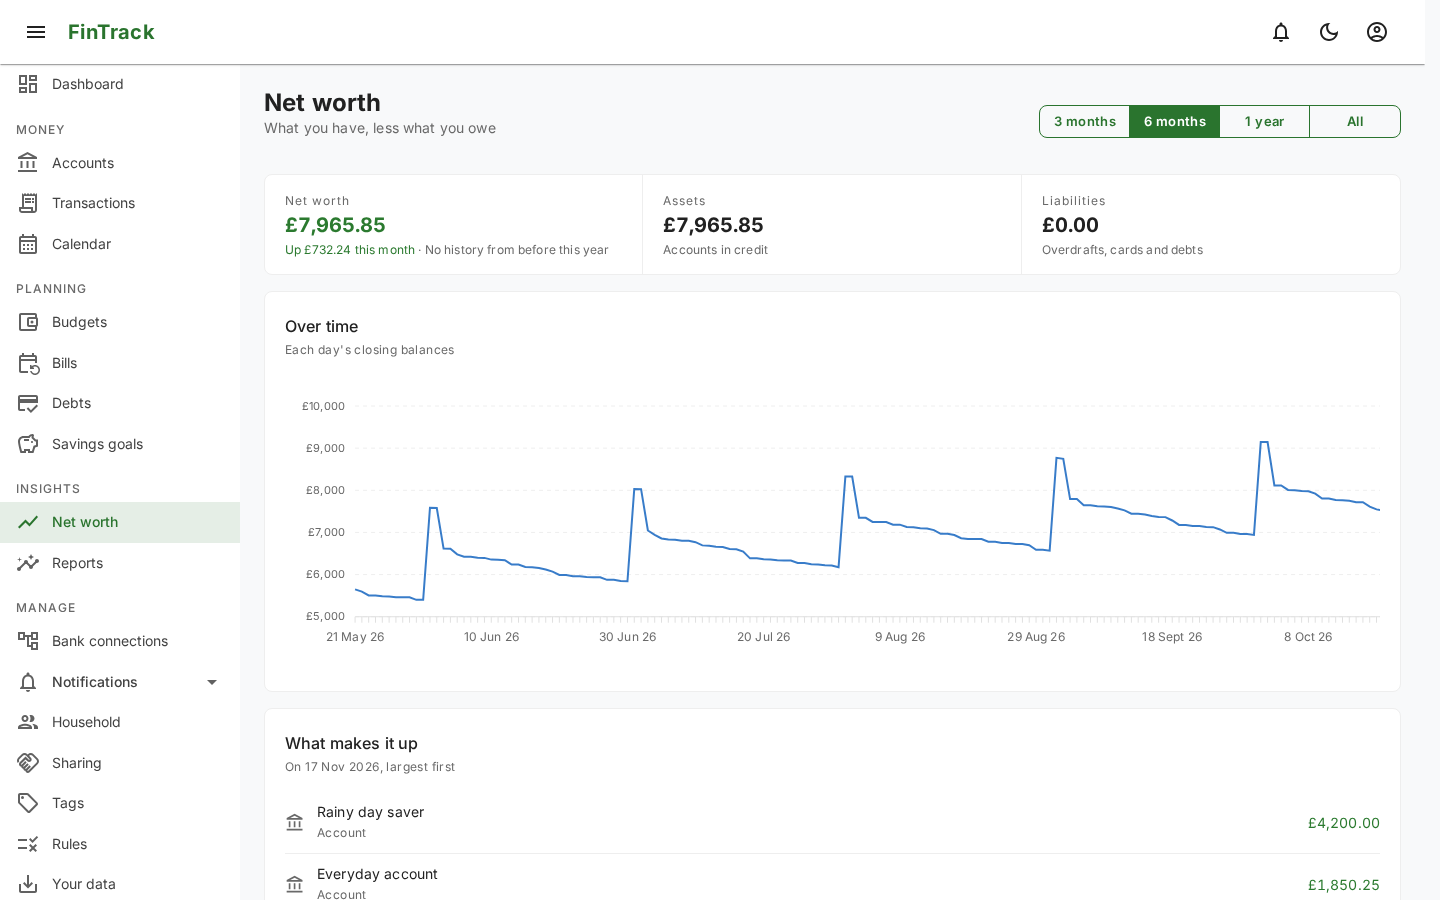 FinTrack
Dashboard
MONEY
Accounts
Transactions
Calendar
PLANNING
Budgets
Bills
Debts
Savings goals
INSIGHTS
Net worth
Reports
MANAGE
Bank connections
Notifications
Household
Sharing
Tags
Rules
Your data
Net worth
What you have, less what you owe
3 months
6 months
1 year
All
Net worth
£7,965.85
Up £732.24 this month · No history from before this year
Assets
£7,965.85
Accounts in credit
Liabilities
£0.00
Overdrafts, cards and debts
Over time
Each day's closing balances
£10,000
£9,000
£8,000
£7,000
£6,000
£5,000
21 May 26
10 Jun 26
30 Jun 26
20 Jul 26
9 Aug 26
29 Aug 26
18 Sept 26
8 Oct 26
What makes it up
On 17 Nov 2026, largest first
Rainy day saver
Account
£4,200.00
Everyday account
Account
£1,850.25